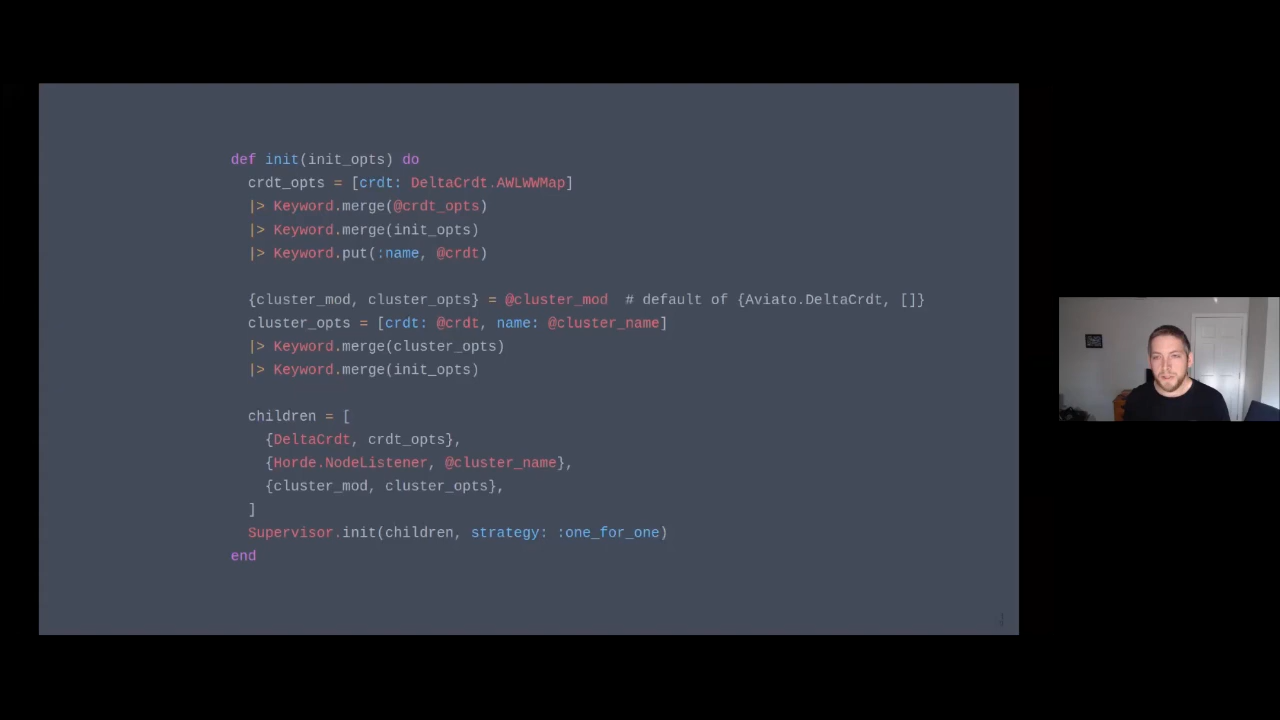 def init(init_opts) do
  crdt_opts = [crdt: DeltaCrdt.AWLWWMap]
  |> Keyword.merge(@crdt_opts)
  |> Keyword.merge(init_opts)
  |> Keyword.put(:name, @crdt)

  {cluster_mod, cluster_opts} = @cluster_mod  # default of {Aviato.DeltaCrdt, []}
  cluster_opts = [crdt: @crdt, name: @cluster_name]
  |> Keyword.merge(cluster_opts)
  |> Keyword.merge(init_opts)

  children = [
    {DeltaCrdt, crdt_opts},
    {Horde.NodeListener, @cluster_name},
    {cluster_mod, cluster_opts},
  ]
  Supervisor.init(children, strategy: :one_for_one)
end